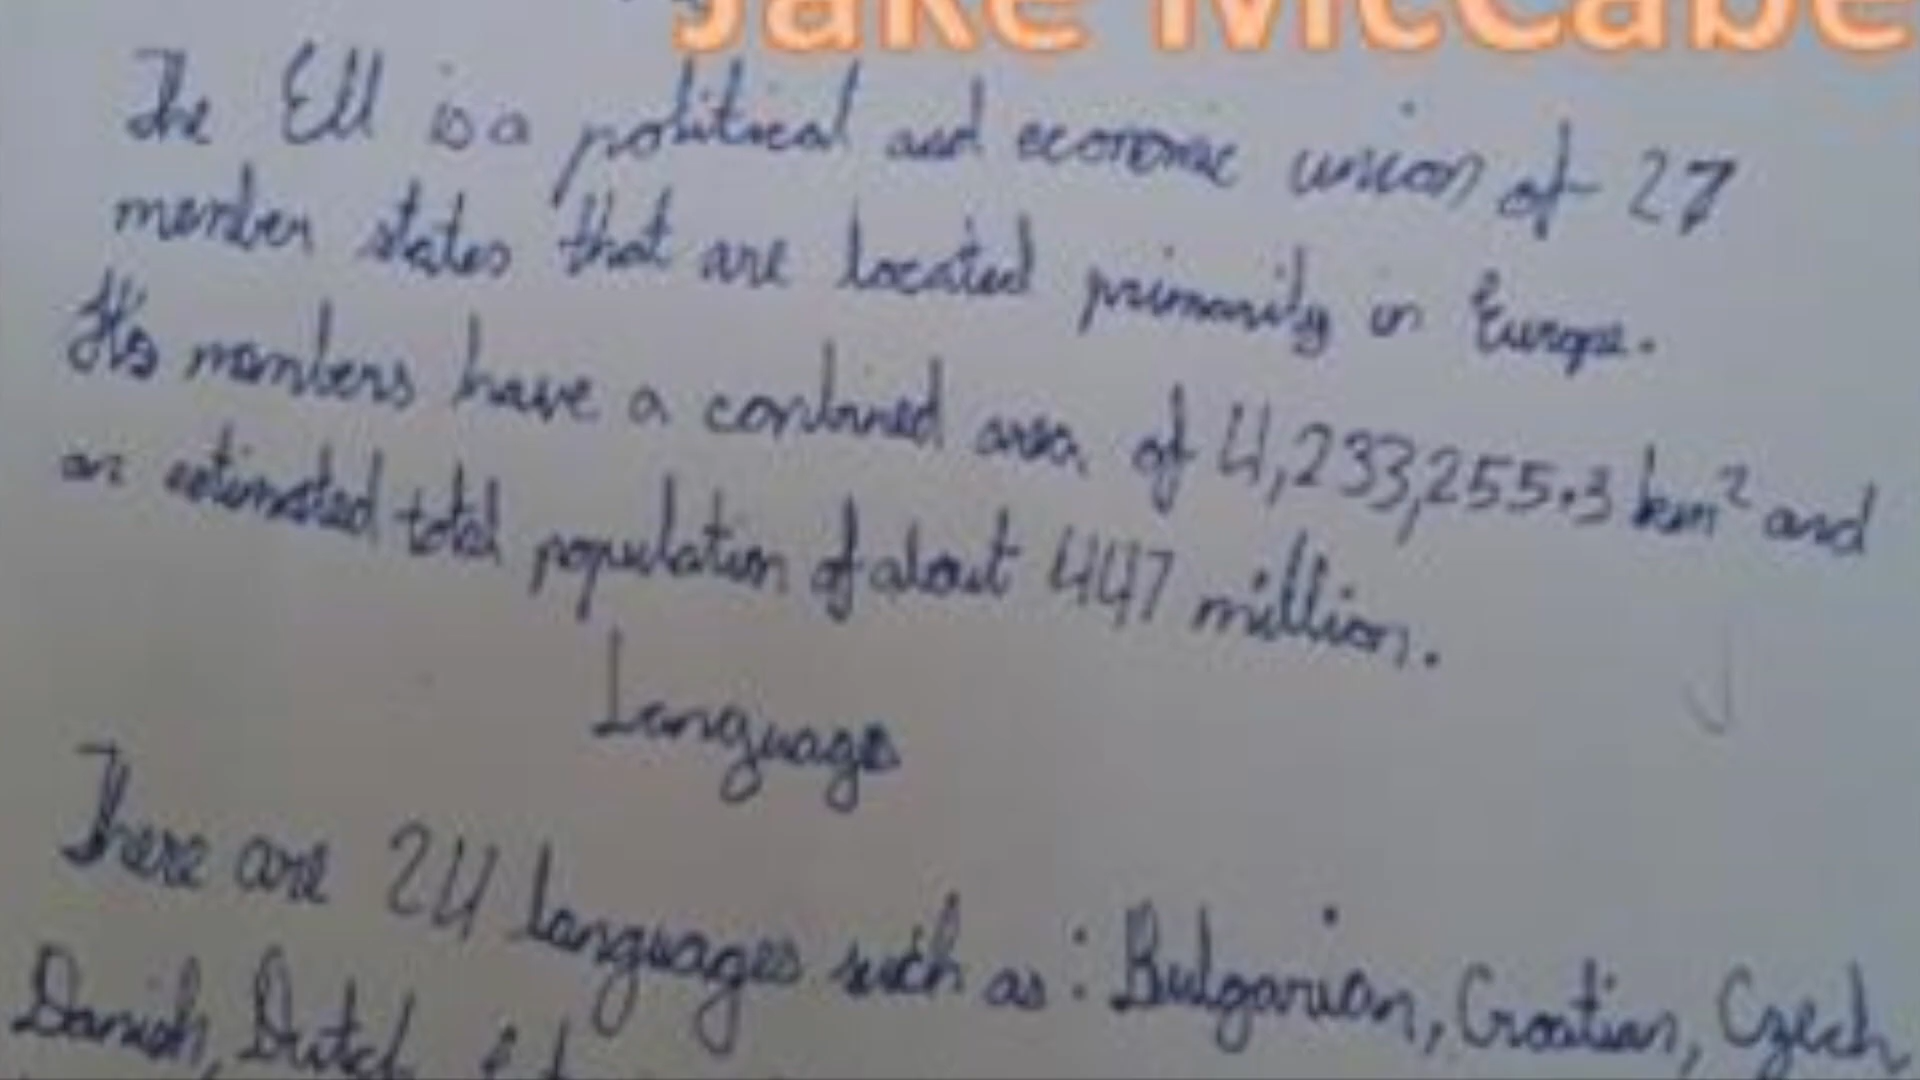 Jake McCabe
The EU is a political and economic union of 27
member states that are located primarily in Europe.
It's members have a combined area of 4,233,255.3 km² and
an estimated total population of about 447 million.
Language
There are 24 languages such as: Bulgarian, Croatian, Czech
Danish, Dutch